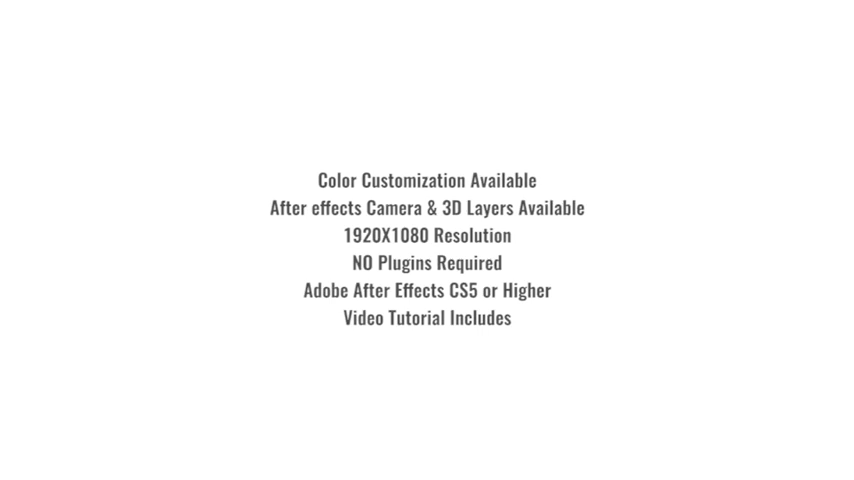 Color Customization Available
After effects Camera & 3D Layers Available
1920X1080 Resolution
NO Plugins Required
Adobe After Effects CS5 or Higher
Video Tutorial Includes